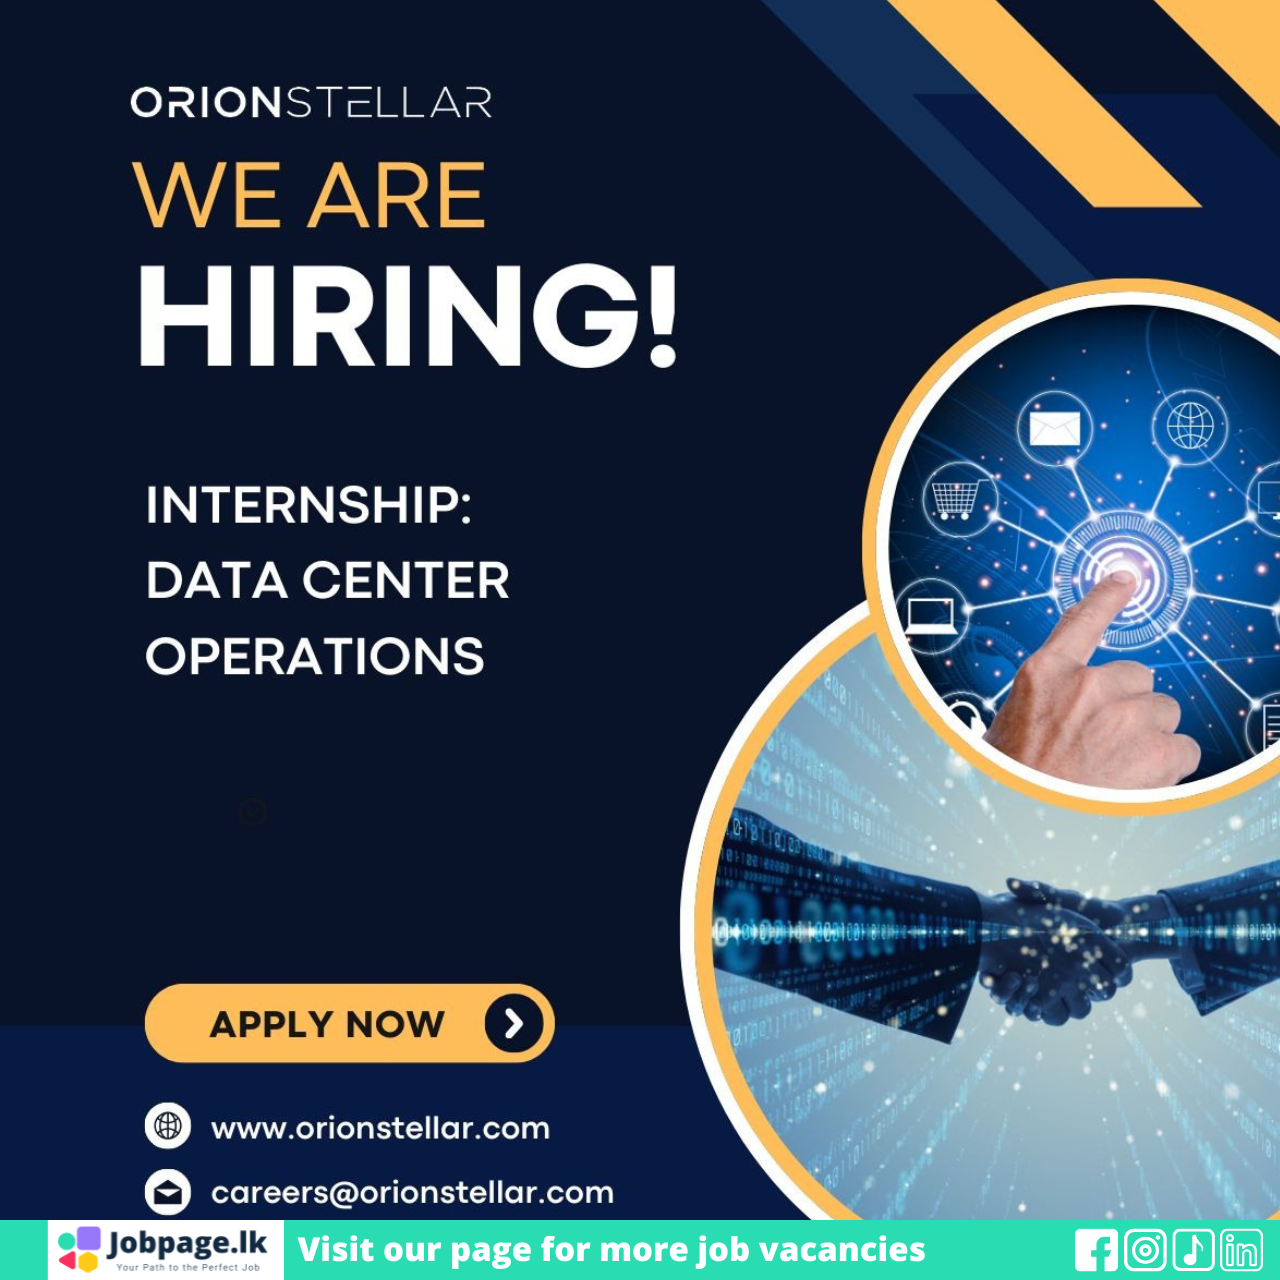 ORIONSTELLAR
WE ARE
HIRING!
INTERNSHIP:
DATA CENTER
OPERATIONS
APPLY NOW
www.orionstellar.com
careers@orionstellar.com
Jobpage.lk
Your Path to the Perfect Job
Visit our page for more job vacancies